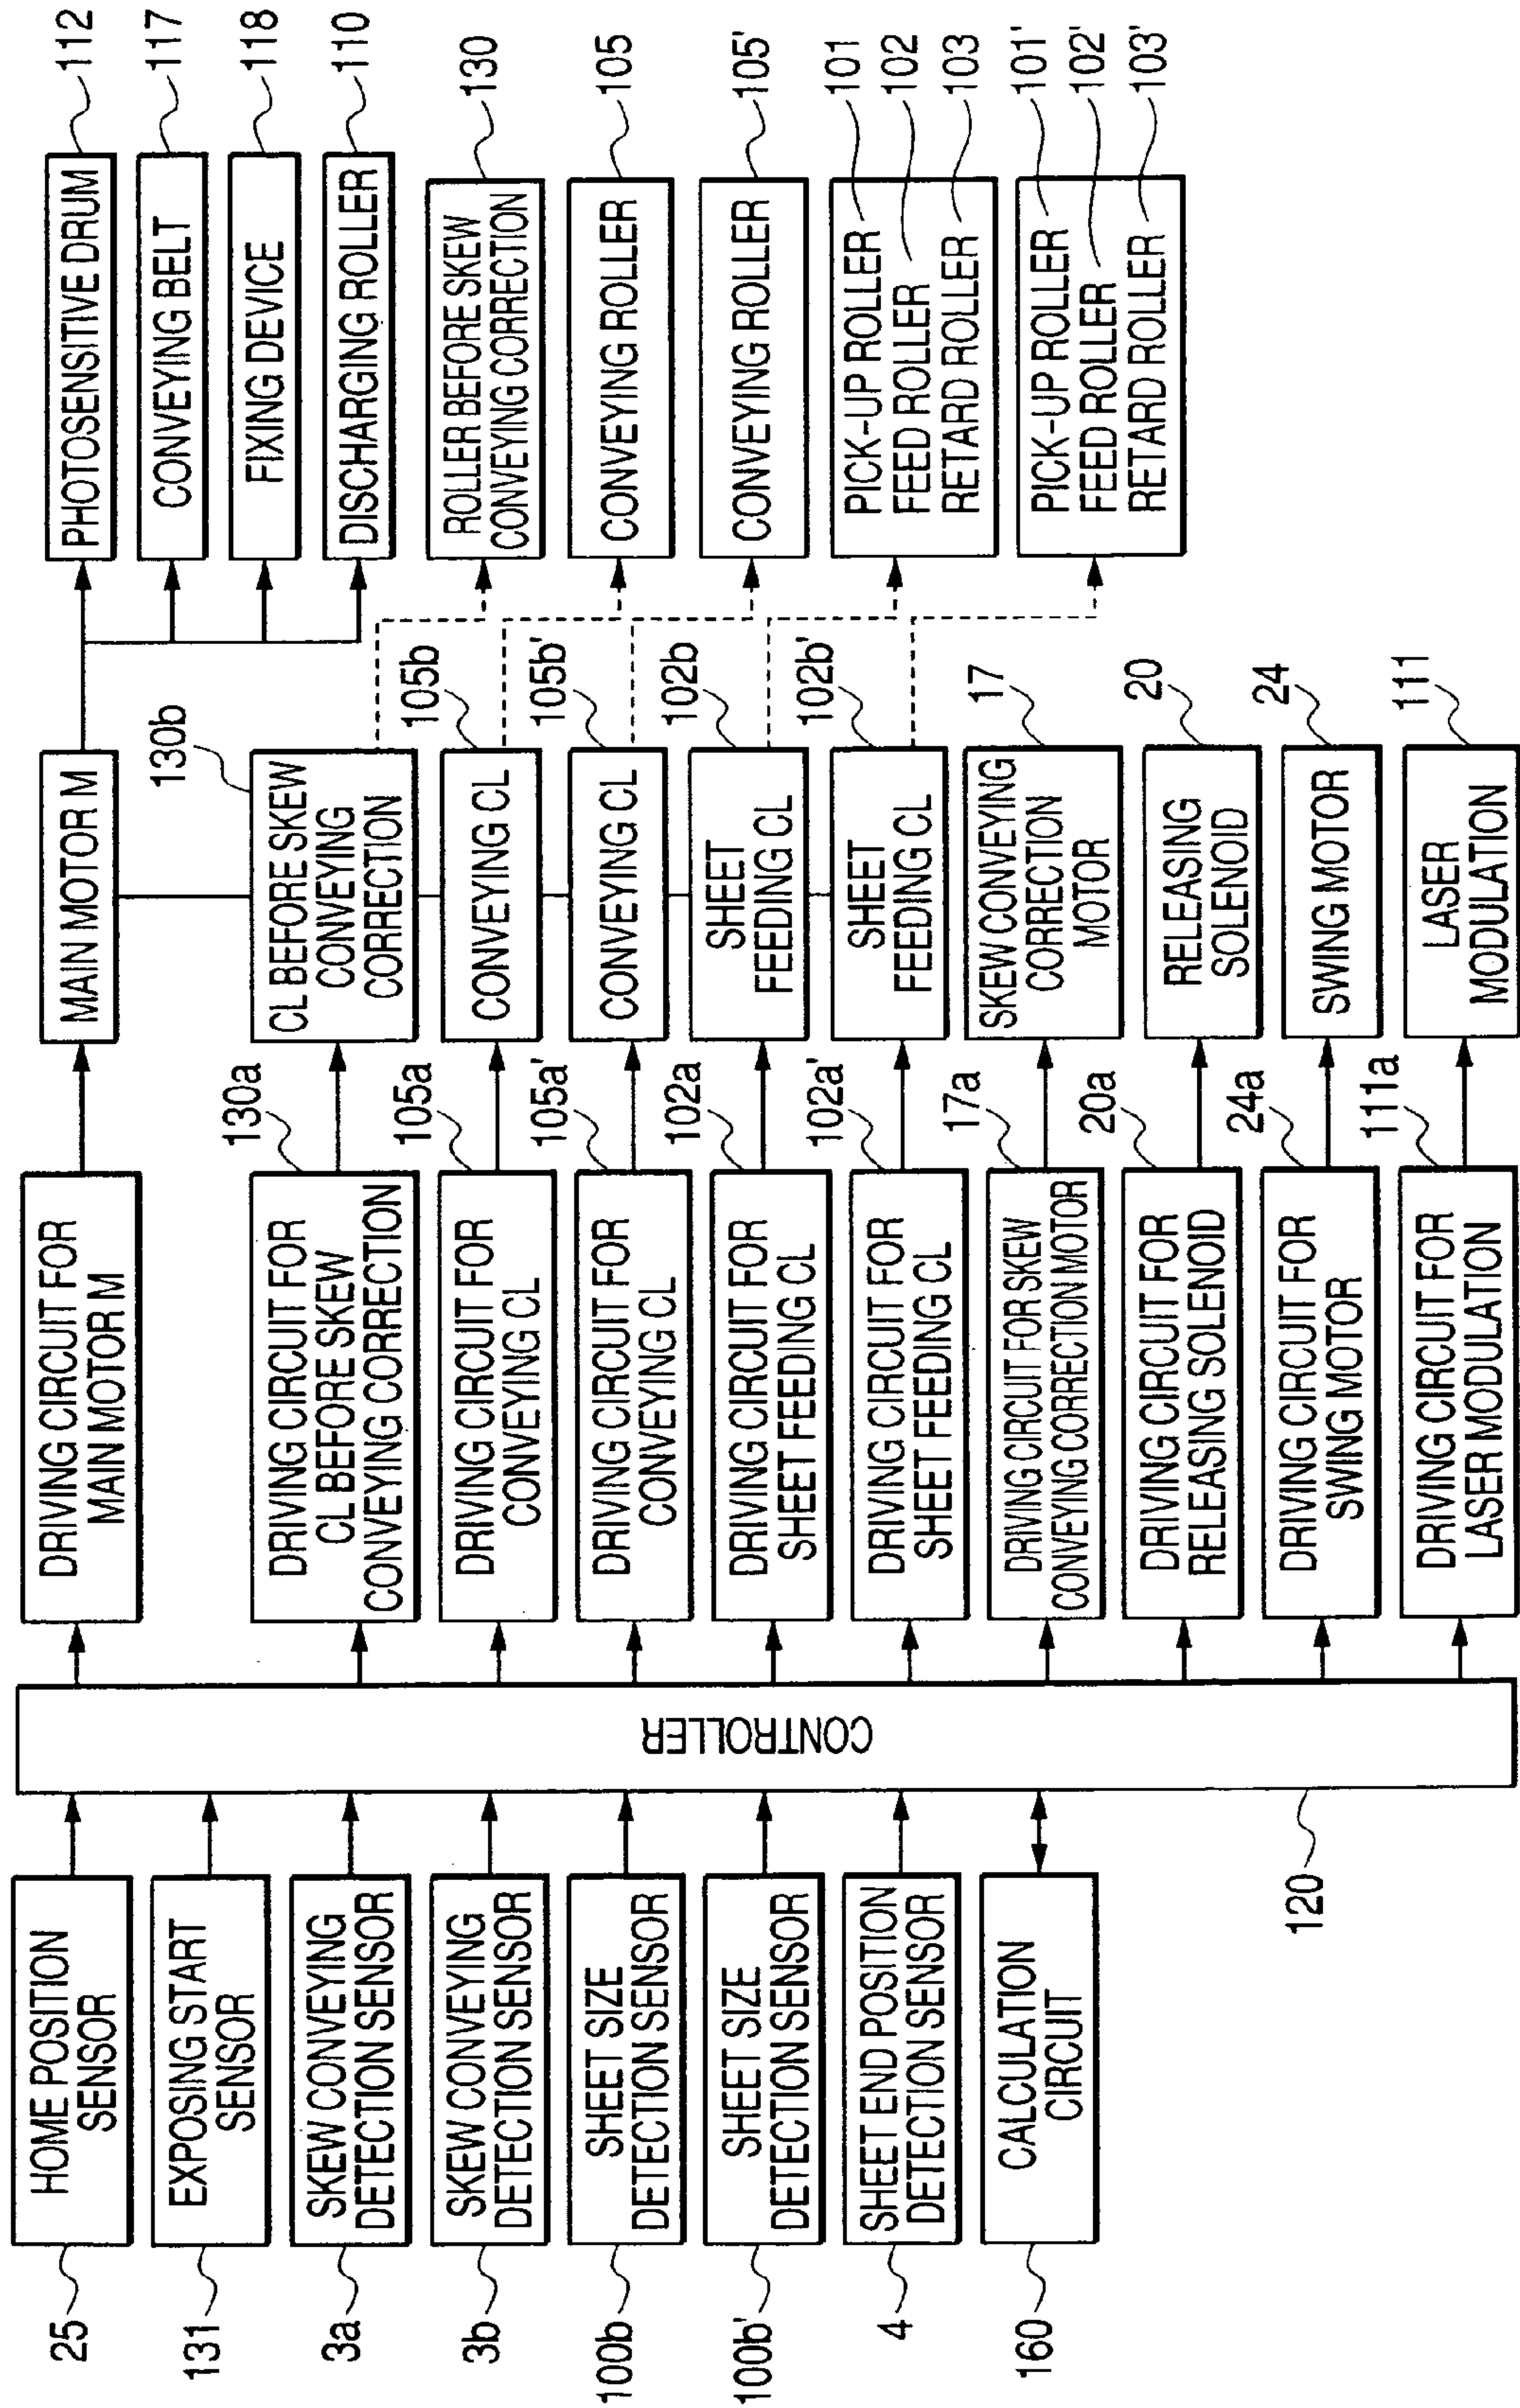 25
HOME POSITION
SENSOR
131
EXPOSING START
SENSOR
3a
SKEW CONVEYING
DETECTION SENSOR
3b
SKEW CONVEYING
DETECTION SENSOR
100b
SHEET SIZE
DETECTION SENSOR
100b'
SHEET SIZE
DETECTION SENSOR
4
SHEET END POSITION
DETECTION SENSOR
160
CALCULATION
CIRCUIT
CONTROLLER
120
DRIVING CIRCUIT FOR
MAIN MOTOR M
130a
DRIVING CIRCUIT FOR
CL BEFORE SKEW
CONVEYING CORRECTION
105a
DRIVING CIRCUIT FOR
CONVEYING CL
105a'
DRIVING CIRCUIT FOR
CONVEYING CL
102a
DRIVING CIRCUIT FOR
SHEET FEEDING CL
102a'
DRIVING CIRCUIT FOR
SHEET FEEDING CL
17a
DRIVING CIRCUIT FOR SKEW
CONVEYING CORRECTION MOTOR
20a
DRIVING CIRCUIT FOR
RELEASING SOLENOID
24a
DRIVING CIRCUIT FOR
SWING MOTOR
111a
DRIVING CIRCUIT FOR
LASER MODULATION
MAIN MOTOR M
130b
CL BEFORE SKEW
CONVEYING
CORRECTION
105b
CONVEYING CL
105b'
CONVEYING CL
102b
SHEET
FEEDING CL
102b'
SHEET
FEEDING CL
17
SKEW CONVEYING
CORRECTION
MOTOR
20
RELEASING
SOLENOID
24
SWING MOTOR
111
LASER
MODULATION
PHOTOSENSITIVE DRUM
112
CONVEYING BELT
117
FIXING DEVICE
118
DISCHARGING ROLLER
110
ROLLER BEFORE SKEW
CONVEYING CORRECTION
130
CONVEYING ROLLER
105
CONVEYING ROLLER
105'
PICK-UP ROLLER
101
FEED ROLLER
102
RETARD ROLLER
103
PICK-UP ROLLER
101'
FEED ROLLER
102'
RETARD ROLLER
103'